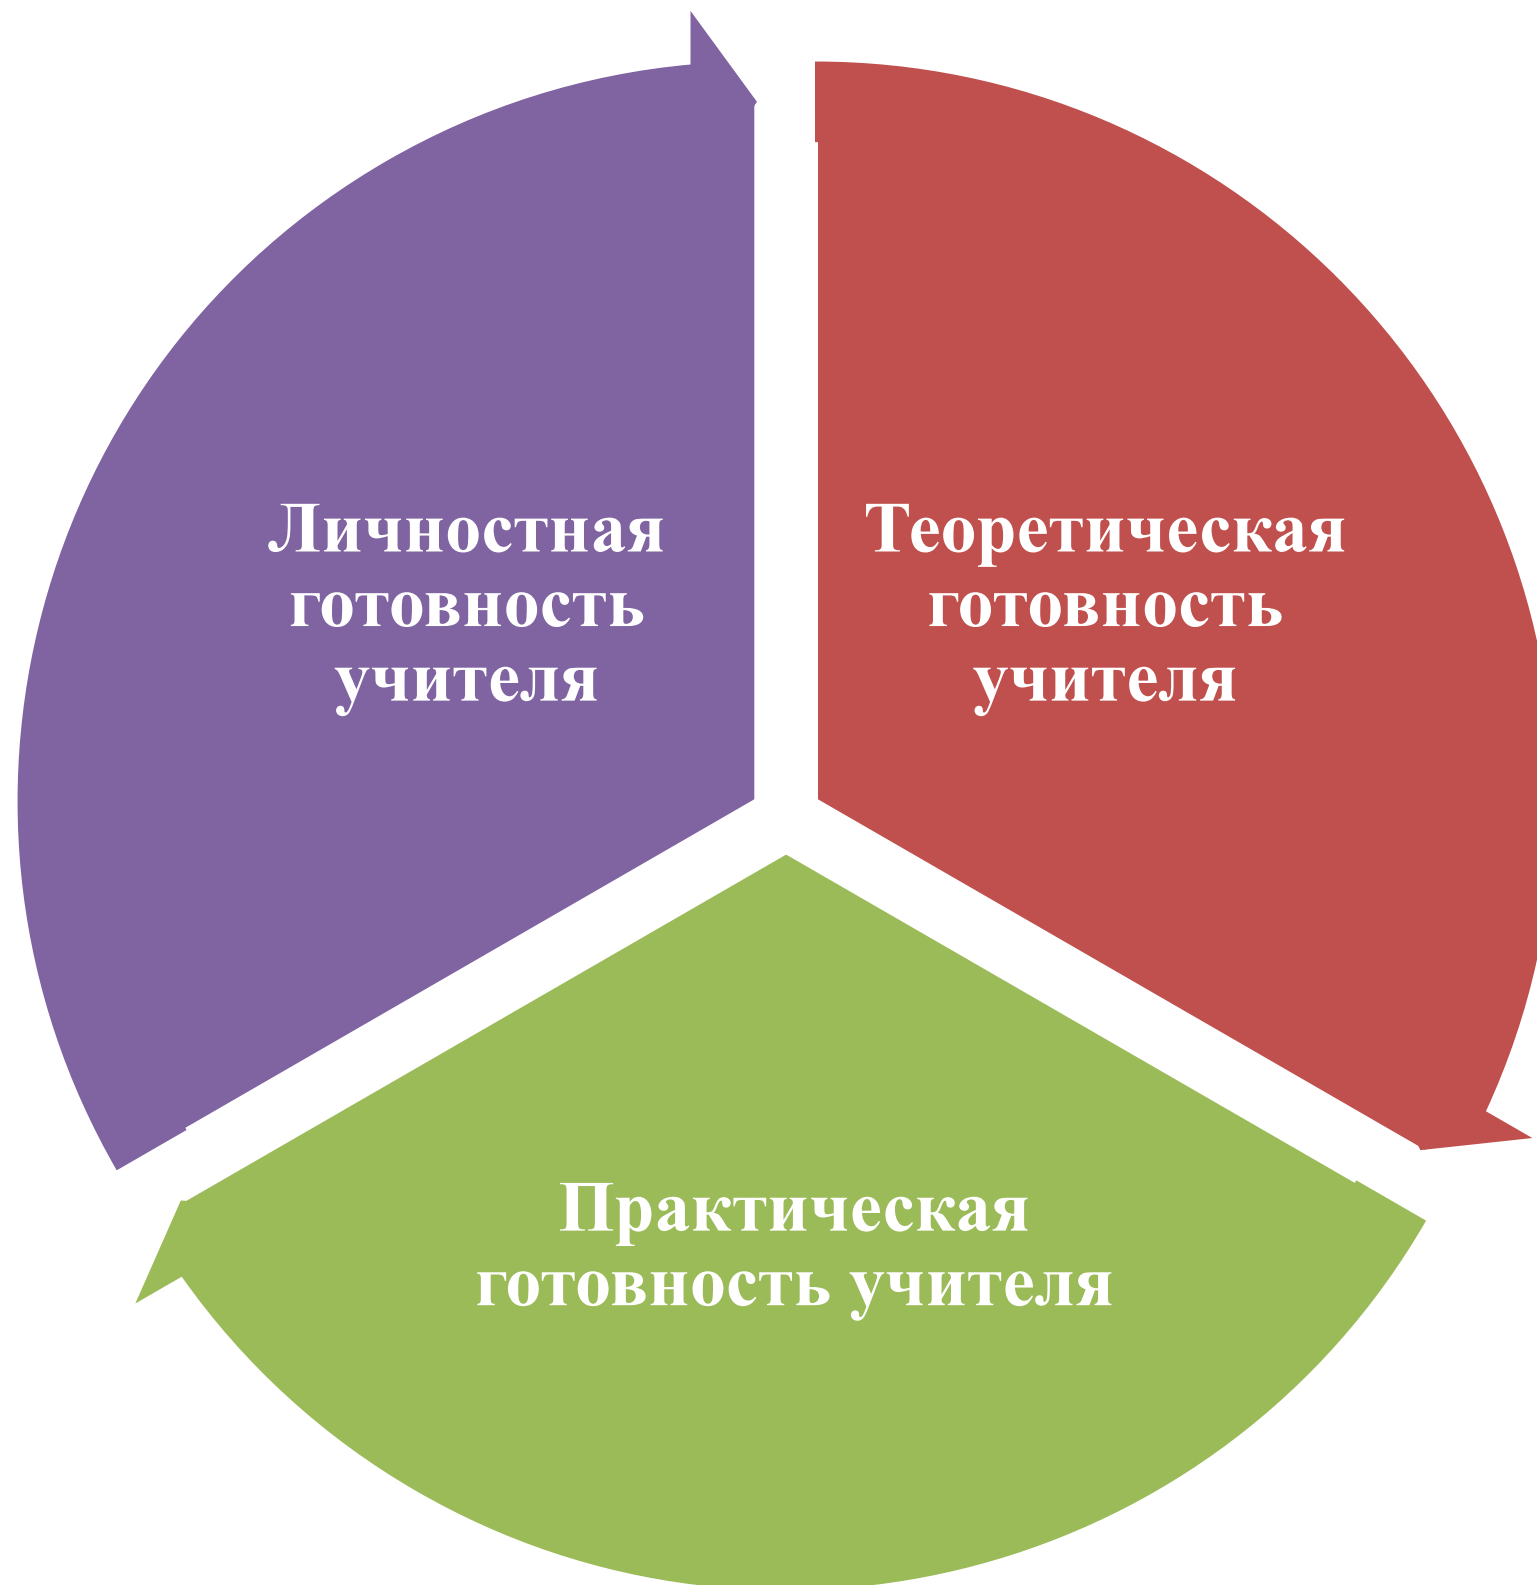 Личностная
готовность
учителя
Теоретическая
готовность
учителя
Практическая
готовность учителя